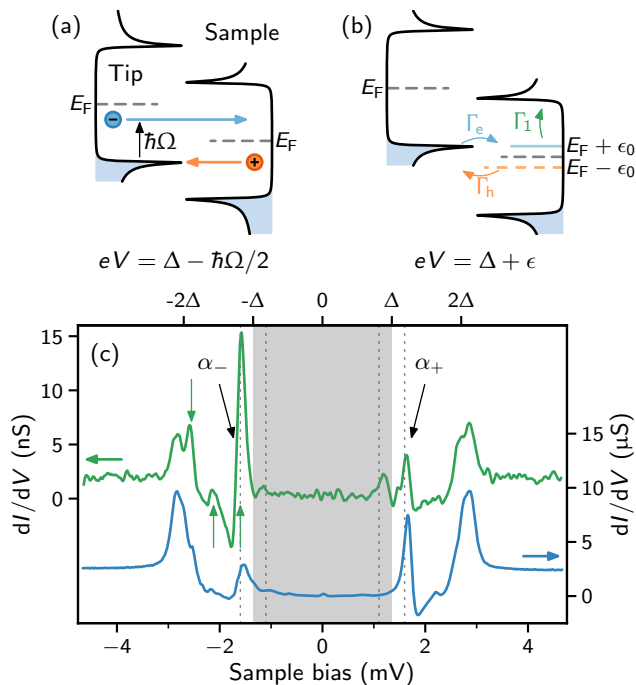 (a)
Sample
Tip
E_F
−
ħΩ
E_F
+
eV = Δ − ħΩ/2
(b)
E_F
Γ_e
Γ_1
E_F + ϵ_0
E_F − ϵ_0
Γ_h
eV = Δ + ϵ
-2Δ -Δ 0 Δ 2Δ
(c)
α_−
α_+
15
10
5
0
dI/dV (nS)
15
10
5
0
dI/dV (µS)
−4 −2 0 2 4
Sample bias (mV)